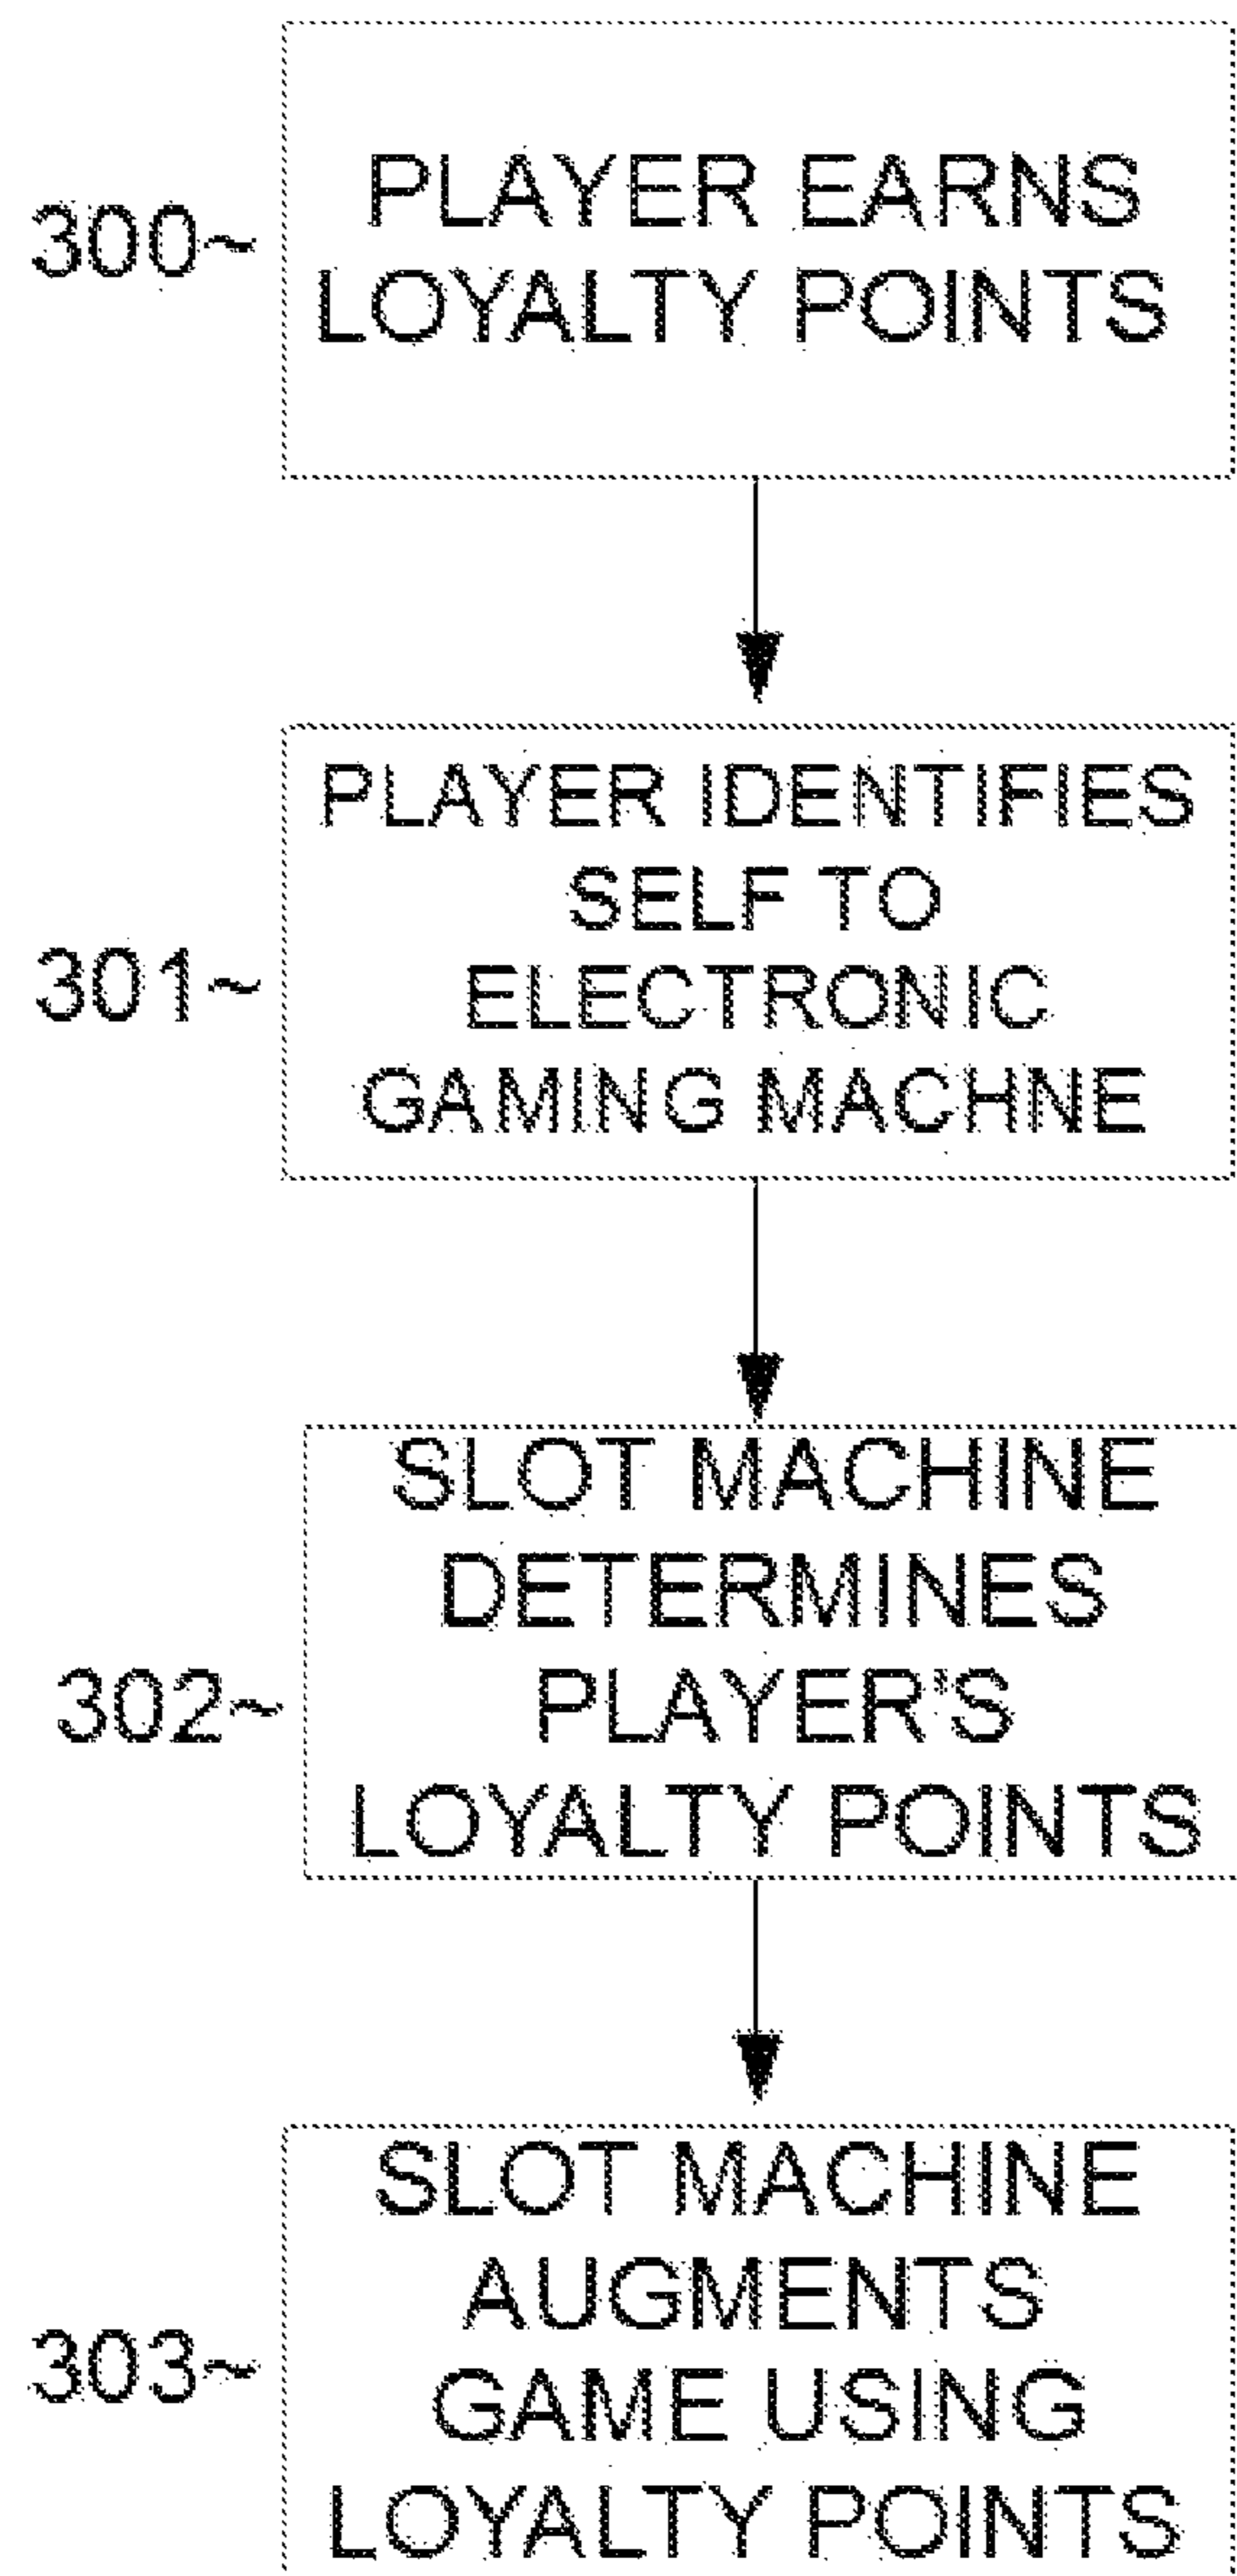 PLAYER EARNS
300~
LOYALTY POINTS
PLAYER IDENTIFIES
SELF TO
301~
ELECTRONIC
GAMING MACHNE
SLOT MACHINE
DETERMINES
302~
PLAYER'S
LOYALTY POINTS
SLOT MACHINE
AUGMENTS
303~
GAME USING
LOYALTY POINTS